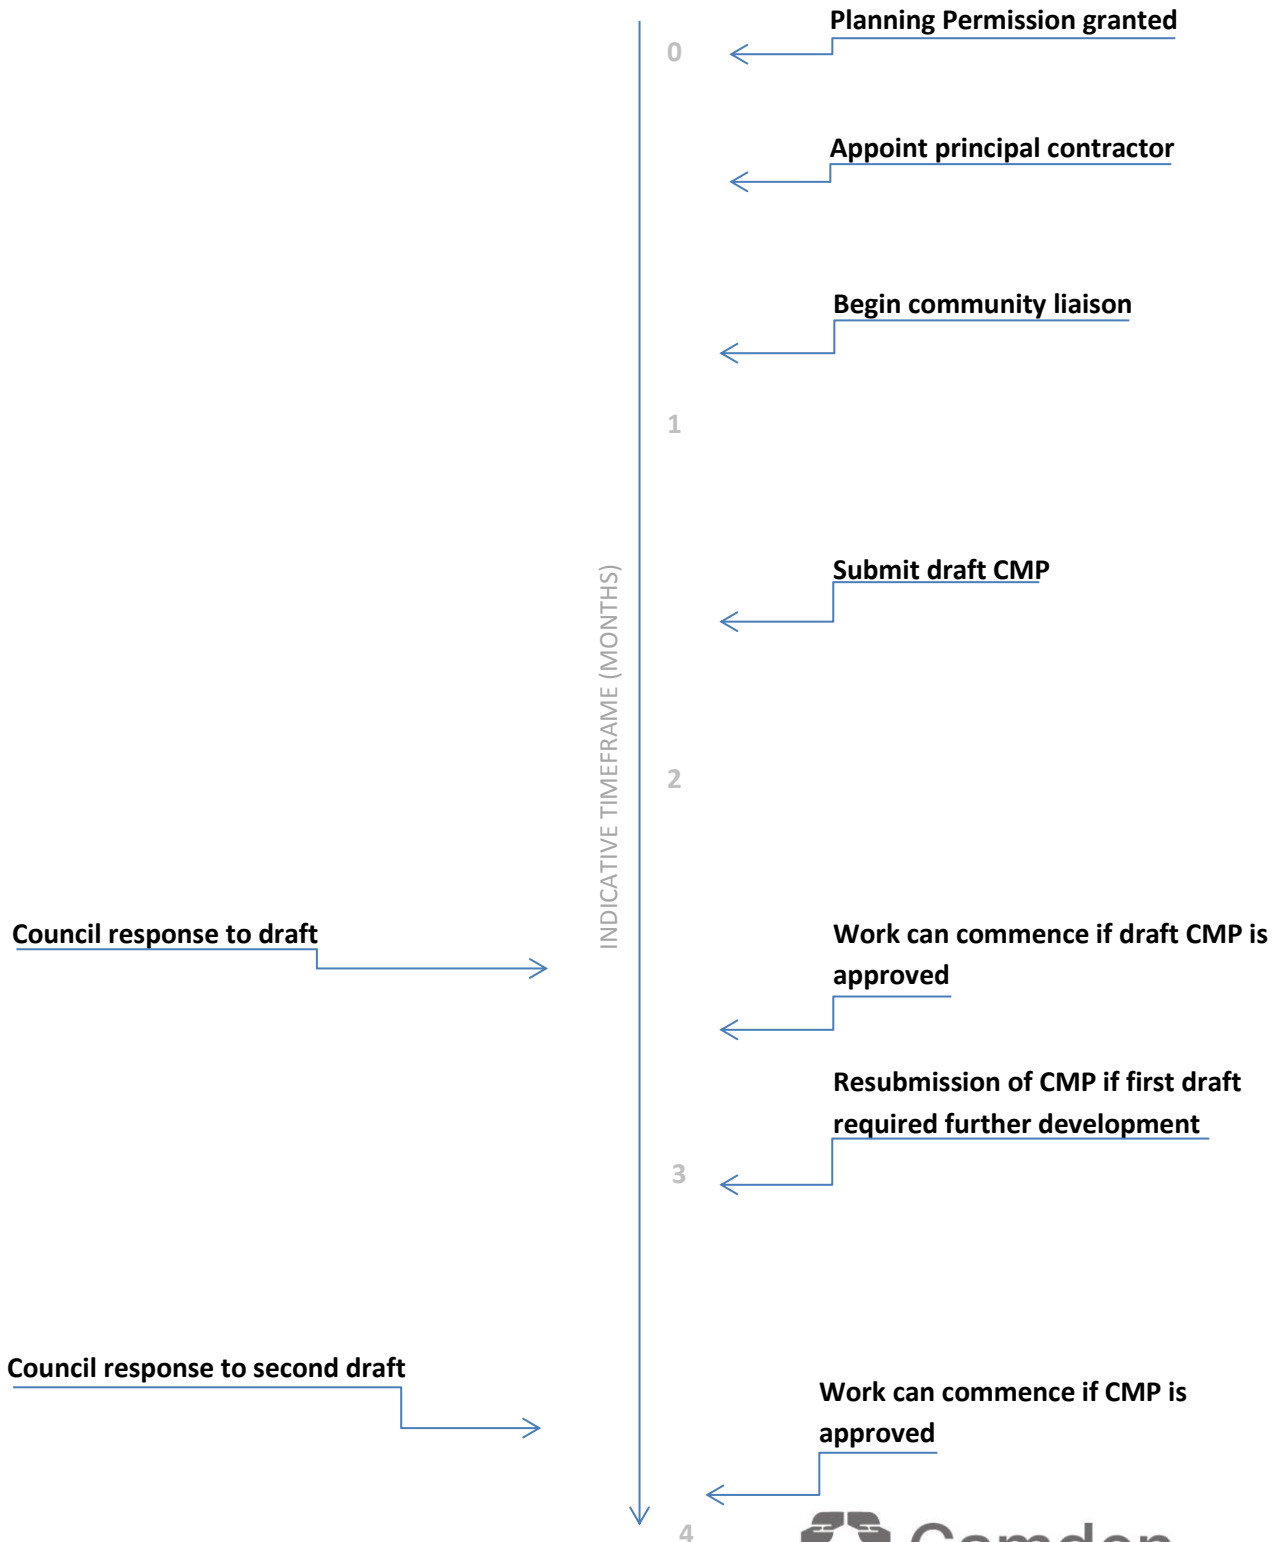 Planning Permission granted
0
Appoint principal contractor
Begin community liaison
1
Submit draft CMP
INDICATIVE TIMEFRAME (MONTHS)
2
Council response to draft
Work can commence if draft CMP is
approved
Resubmission of CMP if first draft
required further development
3
Council response to second draft
Work can commence if CMP is
approved
4
Camden